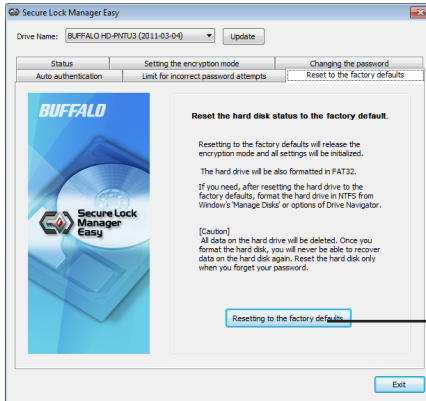 Secure Lock Manager Easy
Drive Name: BUFFALO HD-PNTU3 (2011-03-04) Update
Status Setting the encryption mode Changing the password
Auto authentication Limit for incorrect password attempts Reset to the factory defaults
BUFFALO
Secure Lock
Manager
Easy
Reset the hard disk status to the factory default.
Resetting to the factory defaults will release the
encryption mode and all settings will be initialized.
The hard drive will be also formatted in FAT32.
If you need, after resetting the hard drive to the
factory defaults, format the hard drive in NTFS from
Window's 'Manage Disks' or options of Drive Navigator.
[Caution]
All data on the hard drive will be deleted. Once you
format the hard disk, you will never be able to recover
data on the hard disk again. Reset the hard disk only
when you forget your password.
Resetting to the factory defaults
Exit